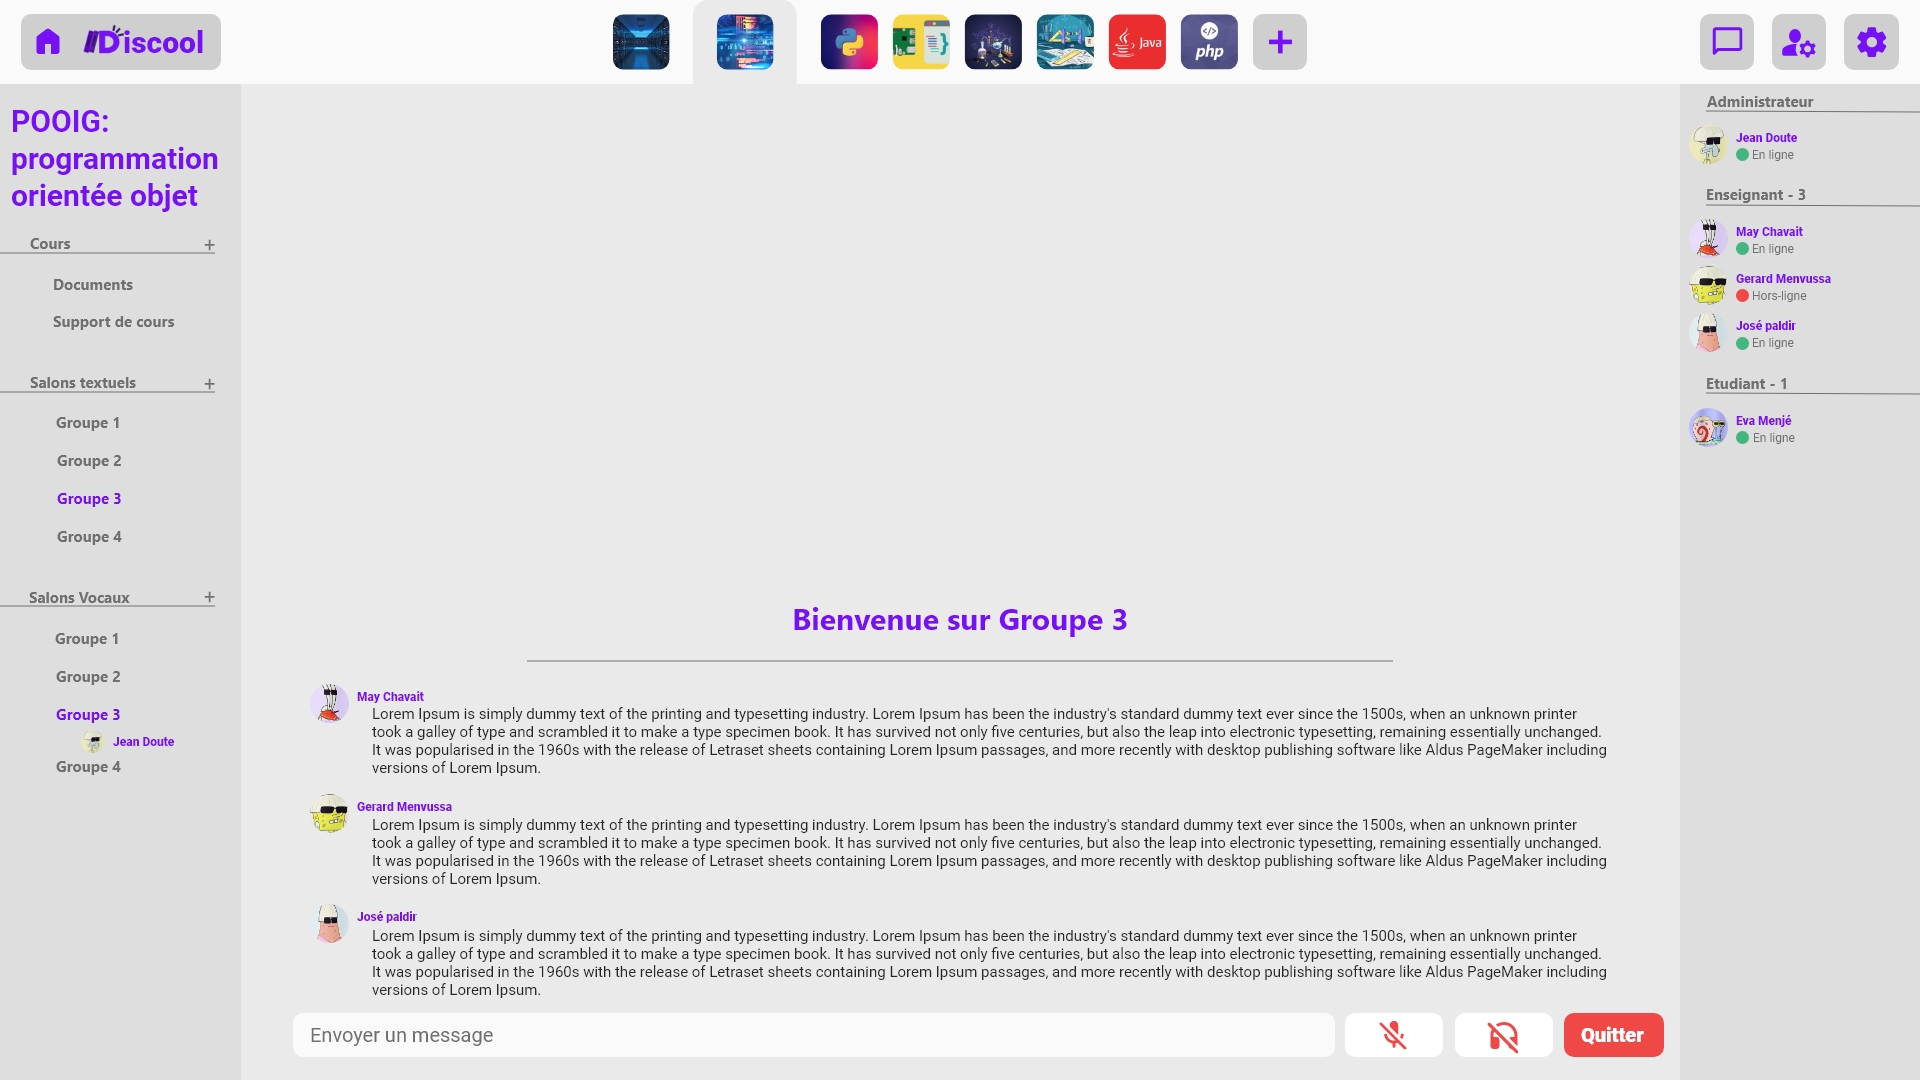 Discool
Java
php
POOIG:
programmation
orientée objet
Cours +
Documents
Support de cours
Salons textuels +
Groupe 1
Groupe 2
Groupe 3
Groupe 4
Salons Vocaux +
Groupe 1
Groupe 2
Groupe 3
Jean Doute
Groupe 4
Bienvenue sur Groupe 3
May Chavait
Lorem Ipsum is simply dummy text of the printing and typesetting industry. Lorem Ipsum has been the industry's standard dummy text ever since the 1500s, when an unknown printer
took a galley of type and scrambled it to make a type specimen book. It has survived not only five centuries, but also the leap into electronic typesetting, remaining essentially unchanged.
It was popularised in the 1960s with the release of Letraset sheets containing Lorem Ipsum passages, and more recently with desktop publishing software like Aldus PageMaker including
versions of Lorem Ipsum.
Gerard Menvussa
Lorem Ipsum is simply dummy text of the printing and typesetting industry. Lorem Ipsum has been the industry's standard dummy text ever since the 1500s, when an unknown printer
took a galley of type and scrambled it to make a type specimen book. It has survived not only five centuries, but also the leap into electronic typesetting, remaining essentially unchanged.
It was popularised in the 1960s with the release of Letraset sheets containing Lorem Ipsum passages, and more recently with desktop publishing software like Aldus PageMaker including
versions of Lorem Ipsum.
José paldir
Lorem Ipsum is simply dummy text of the printing and typesetting industry. Lorem Ipsum has been the industry's standard dummy text ever since the 1500s, when an unknown printer
took a galley of type and scrambled it to make a type specimen book. It has survived not only five centuries, but also the leap into electronic typesetting, remaining essentially unchanged.
It was popularised in the 1960s with the release of Letraset sheets containing Lorem Ipsum passages, and more recently with desktop publishing software like Aldus PageMaker including
versions of Lorem Ipsum.
Envoyer un message
Quitter
Administrateur
Jean Doute
En ligne
Enseignant - 3
May Chavait
En ligne
Gerard Menvussa
Hors-ligne
José paldir
En ligne
Etudiant - 1
Eva Menjé
En ligne